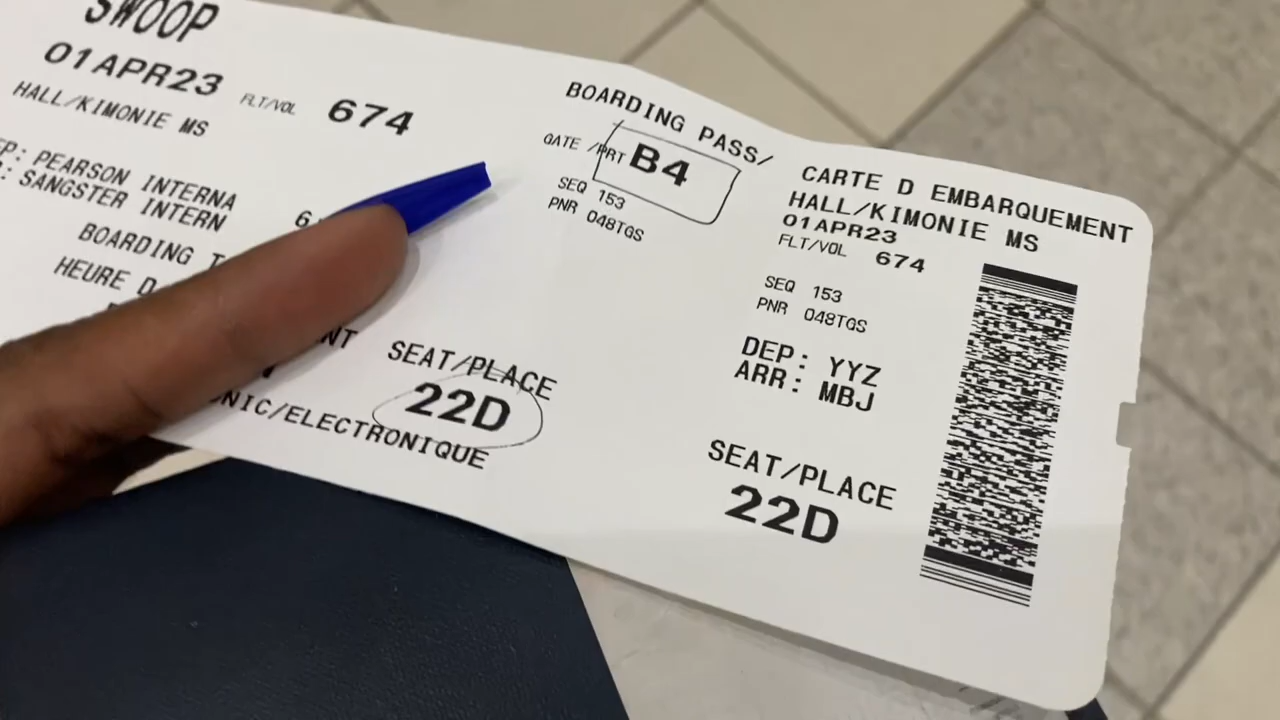 SWOOP
01APR23
FLT/VOL 674
HALL/KIMONIE MS
P: PEARSON INTERNA
: SANGSTER INTERN
BOARDING T
HEURE D
NT
SEAT/PLACE
22D
NIC/ELECTRONIQUE
BOARDING PASS/
GATE /PRT B4
SEQ 153
PNR 048TGS
CARTE D EMBARQUEMENT
HALL/KIMONIE MS
01APR23
FLT/VOL 674
SEQ 153
PNR 048TGS
DEP: YYZ
ARR: MBJ
SEAT/PLACE
22D